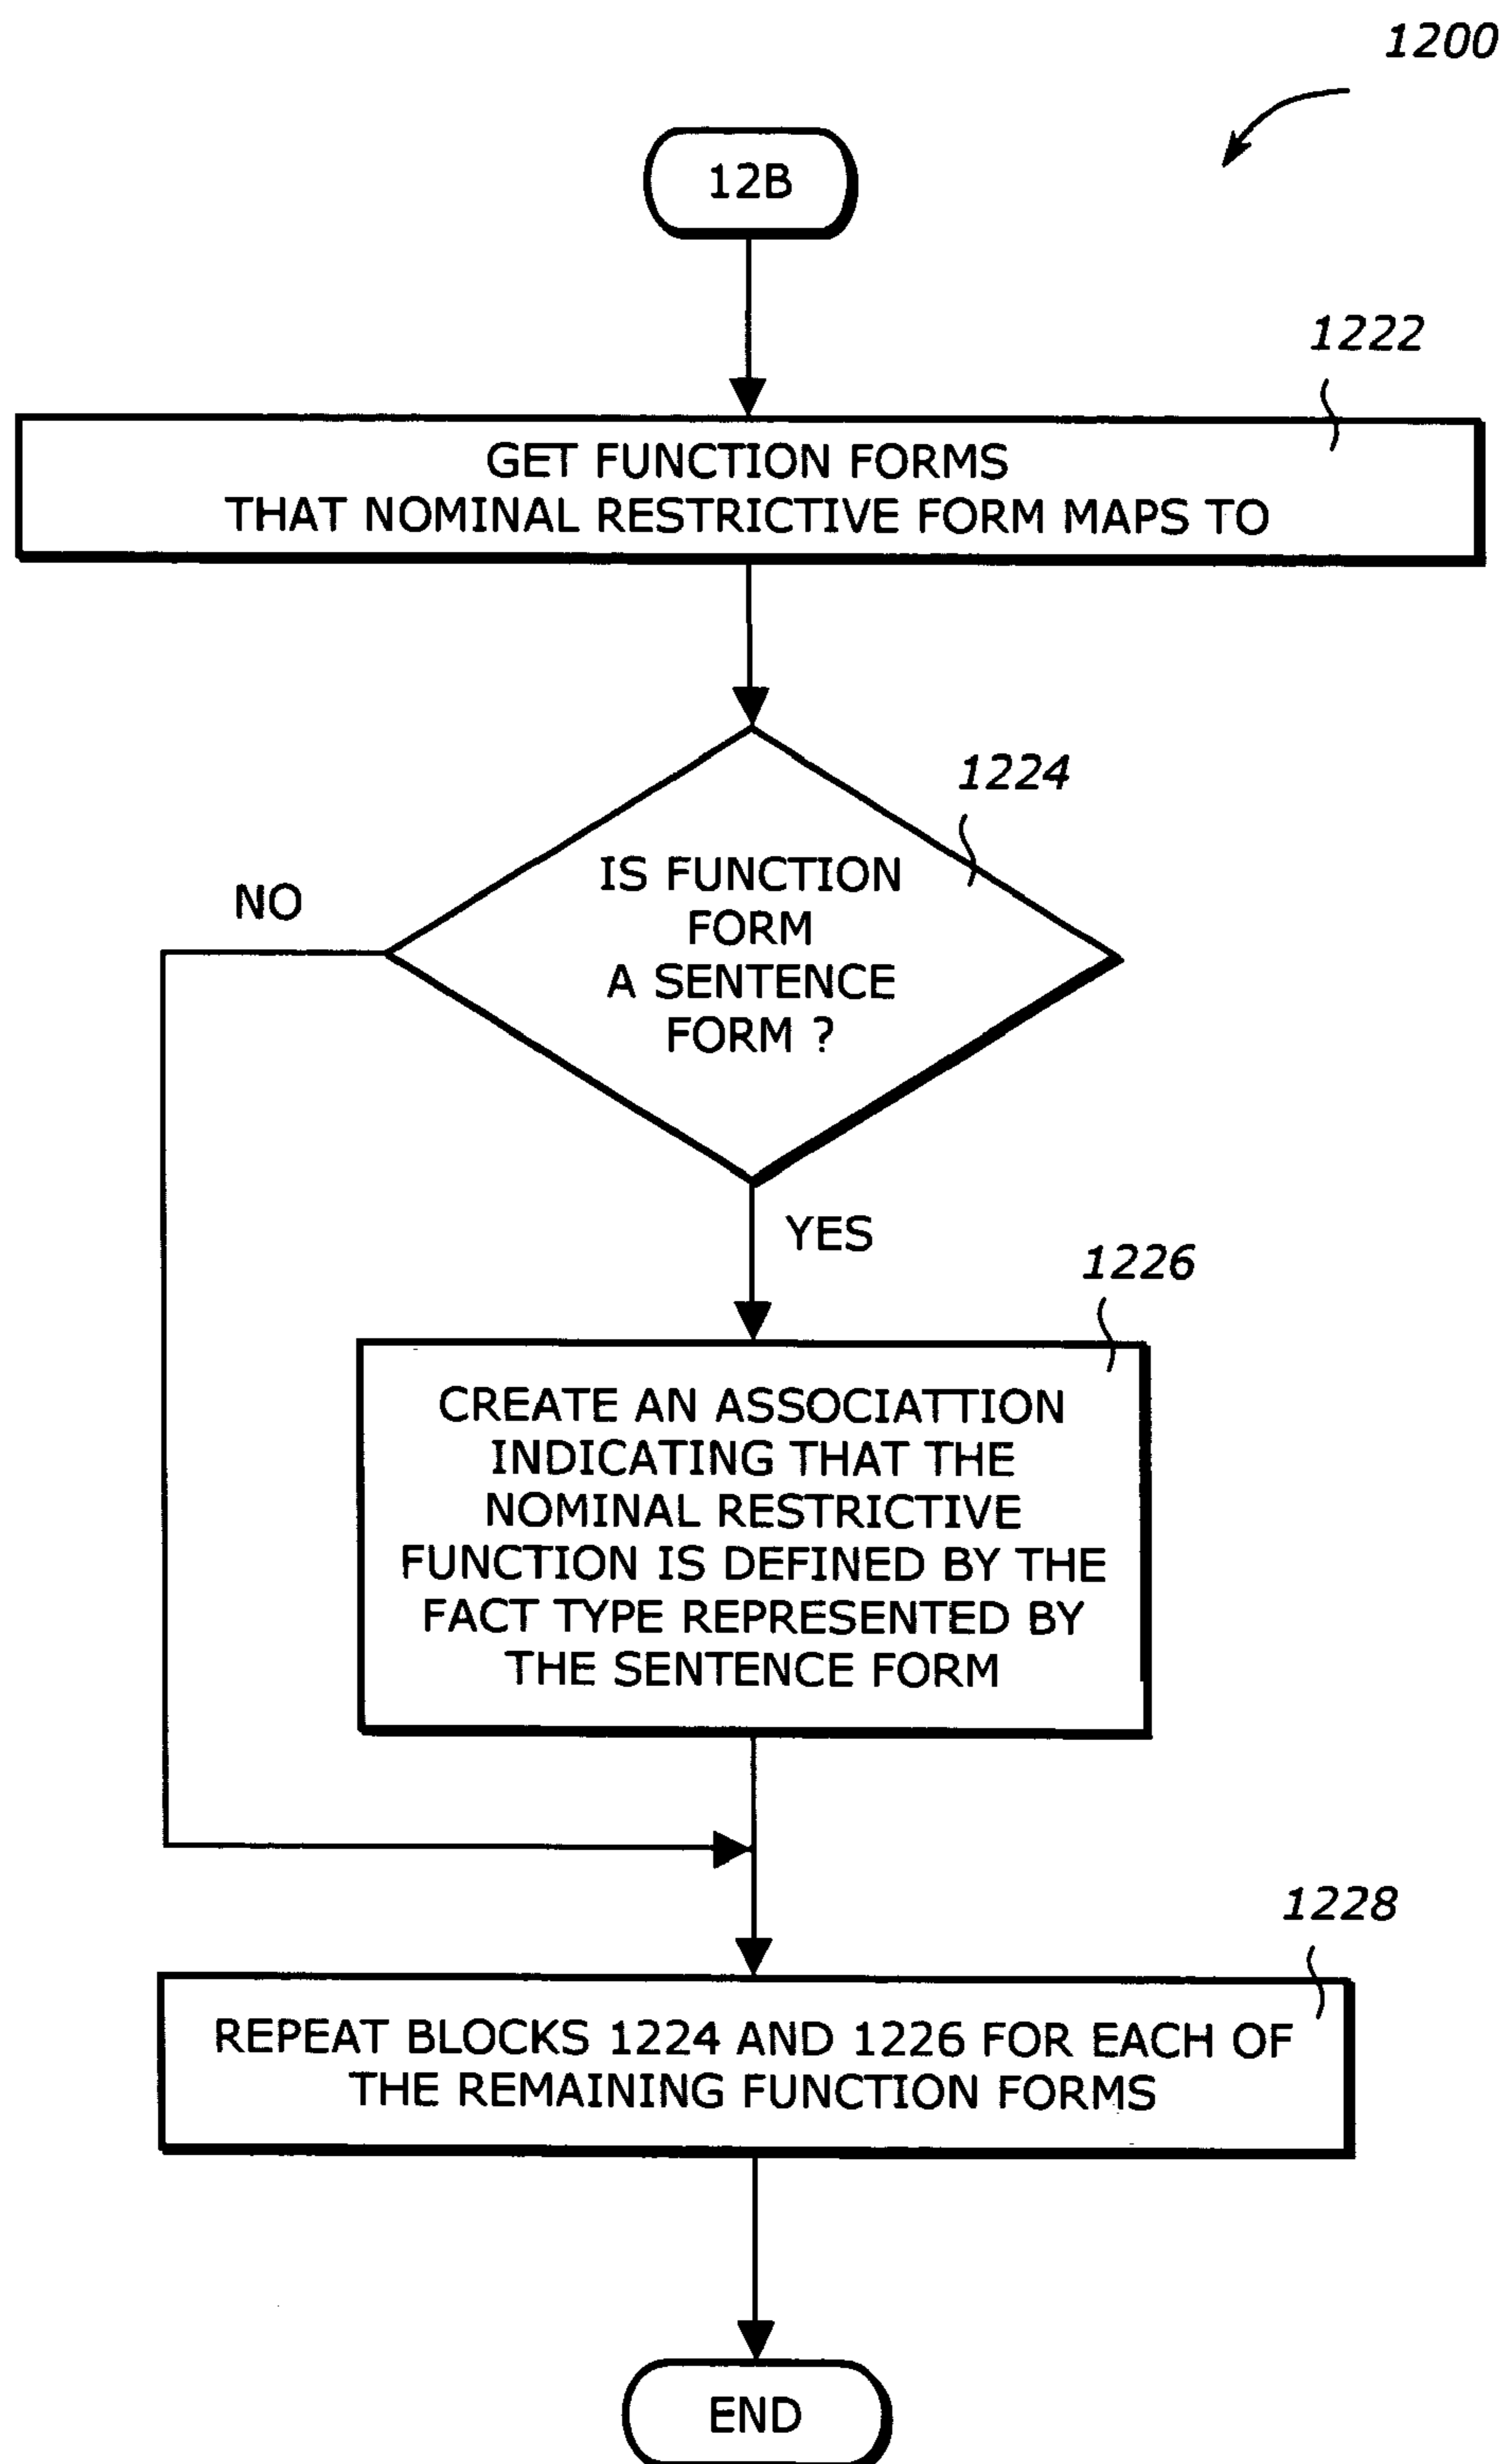 1200
12B
1222
GET FUNCTION FORMS
THAT NOMINAL RESTRICTIVE FORM MAPS TO
1224
IS FUNCTION
FORM
A SENTENCE
FORM ?
NO
YES
1226
CREATE AN ASSOCIATTION
INDICATING THAT THE
NOMINAL RESTRICTIVE
FUNCTION IS DEFINED BY THE
FACT TYPE REPRESENTED BY
THE SENTENCE FORM
1228
REPEAT BLOCKS 1224 AND 1226 FOR EACH OF
THE REMAINING FUNCTION FORMS
END